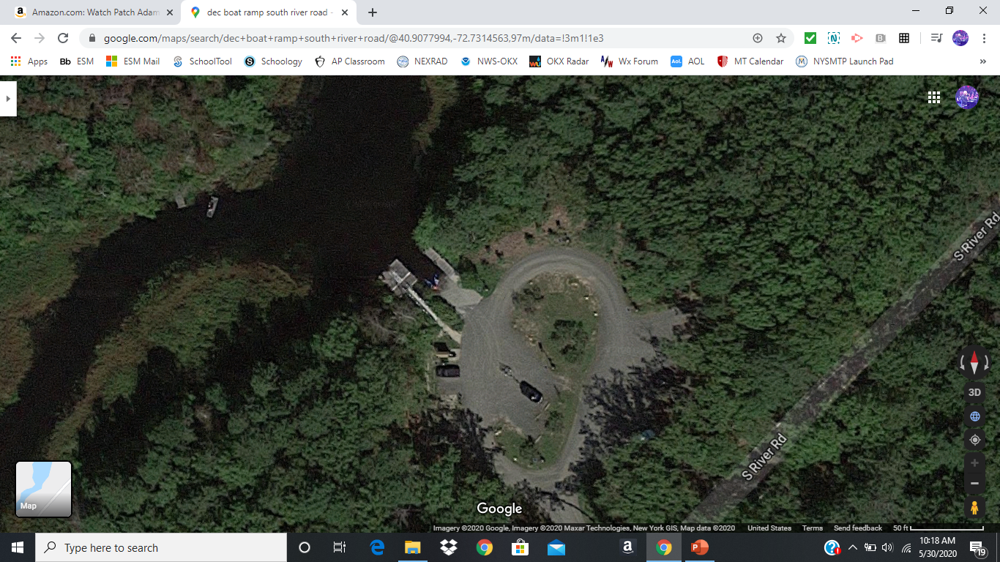 Amazon.com: Watch Patch Adam
dec boat ramp south river road -
google.com/maps/search/dec+boat+ramp+south+river+road/@40.9077994,-72.7314563,97m/data=!3m1!1e3
Apps
Bb ESM
ESM Mail
SchoolTool
Schoology
AP Classroom
NEXRAD
NWS-OKX
OKX Radar
Wx Forum
AOL
MT Calendar
NYSMTP Launch Pad
S River Rd
3D
S River Rd
Map
Google
Imagery ©2020 Google, Imagery ©2020 Maxar Technologies, New York GIS, Map data ©2020
United States
Terms
Send feedback
50 ft
Type here to search
10:18 AM
5/30/2020
19